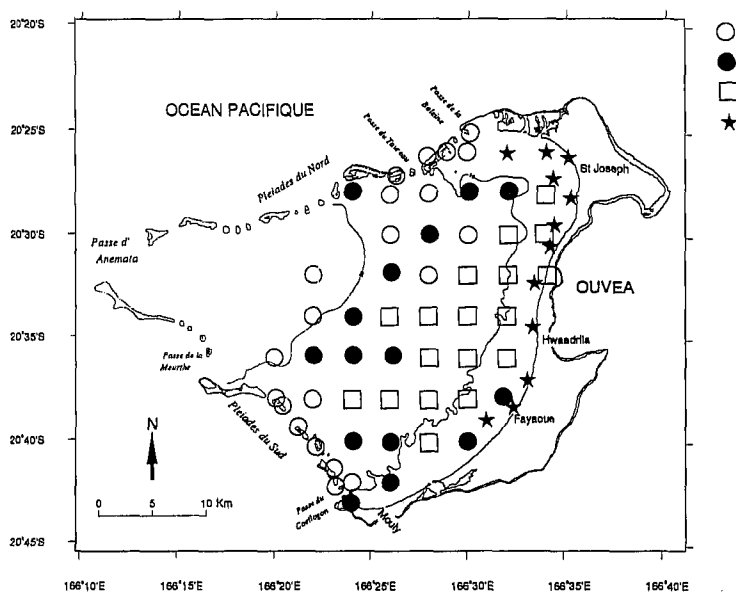 20°20'S
OCEAN PACIFIQUE
Passe de la
Baleine
20°25'S
Passe du Taureau
St Joseph
Pleiades du Nord
20°30'S
Passe d'
Anemata
OUVEA
20°35'S
Hwaadrila
Passe de la
Meurthe
N
Pleiades du Sud
Fayaoue
20°40'S
0 5 10 Km
Passe du
Coetlogon
Mouly
20°45'S
166°10'E 166°15'E 166°20'E 166°25'E 166°30'E 166°35'E 166°40'E